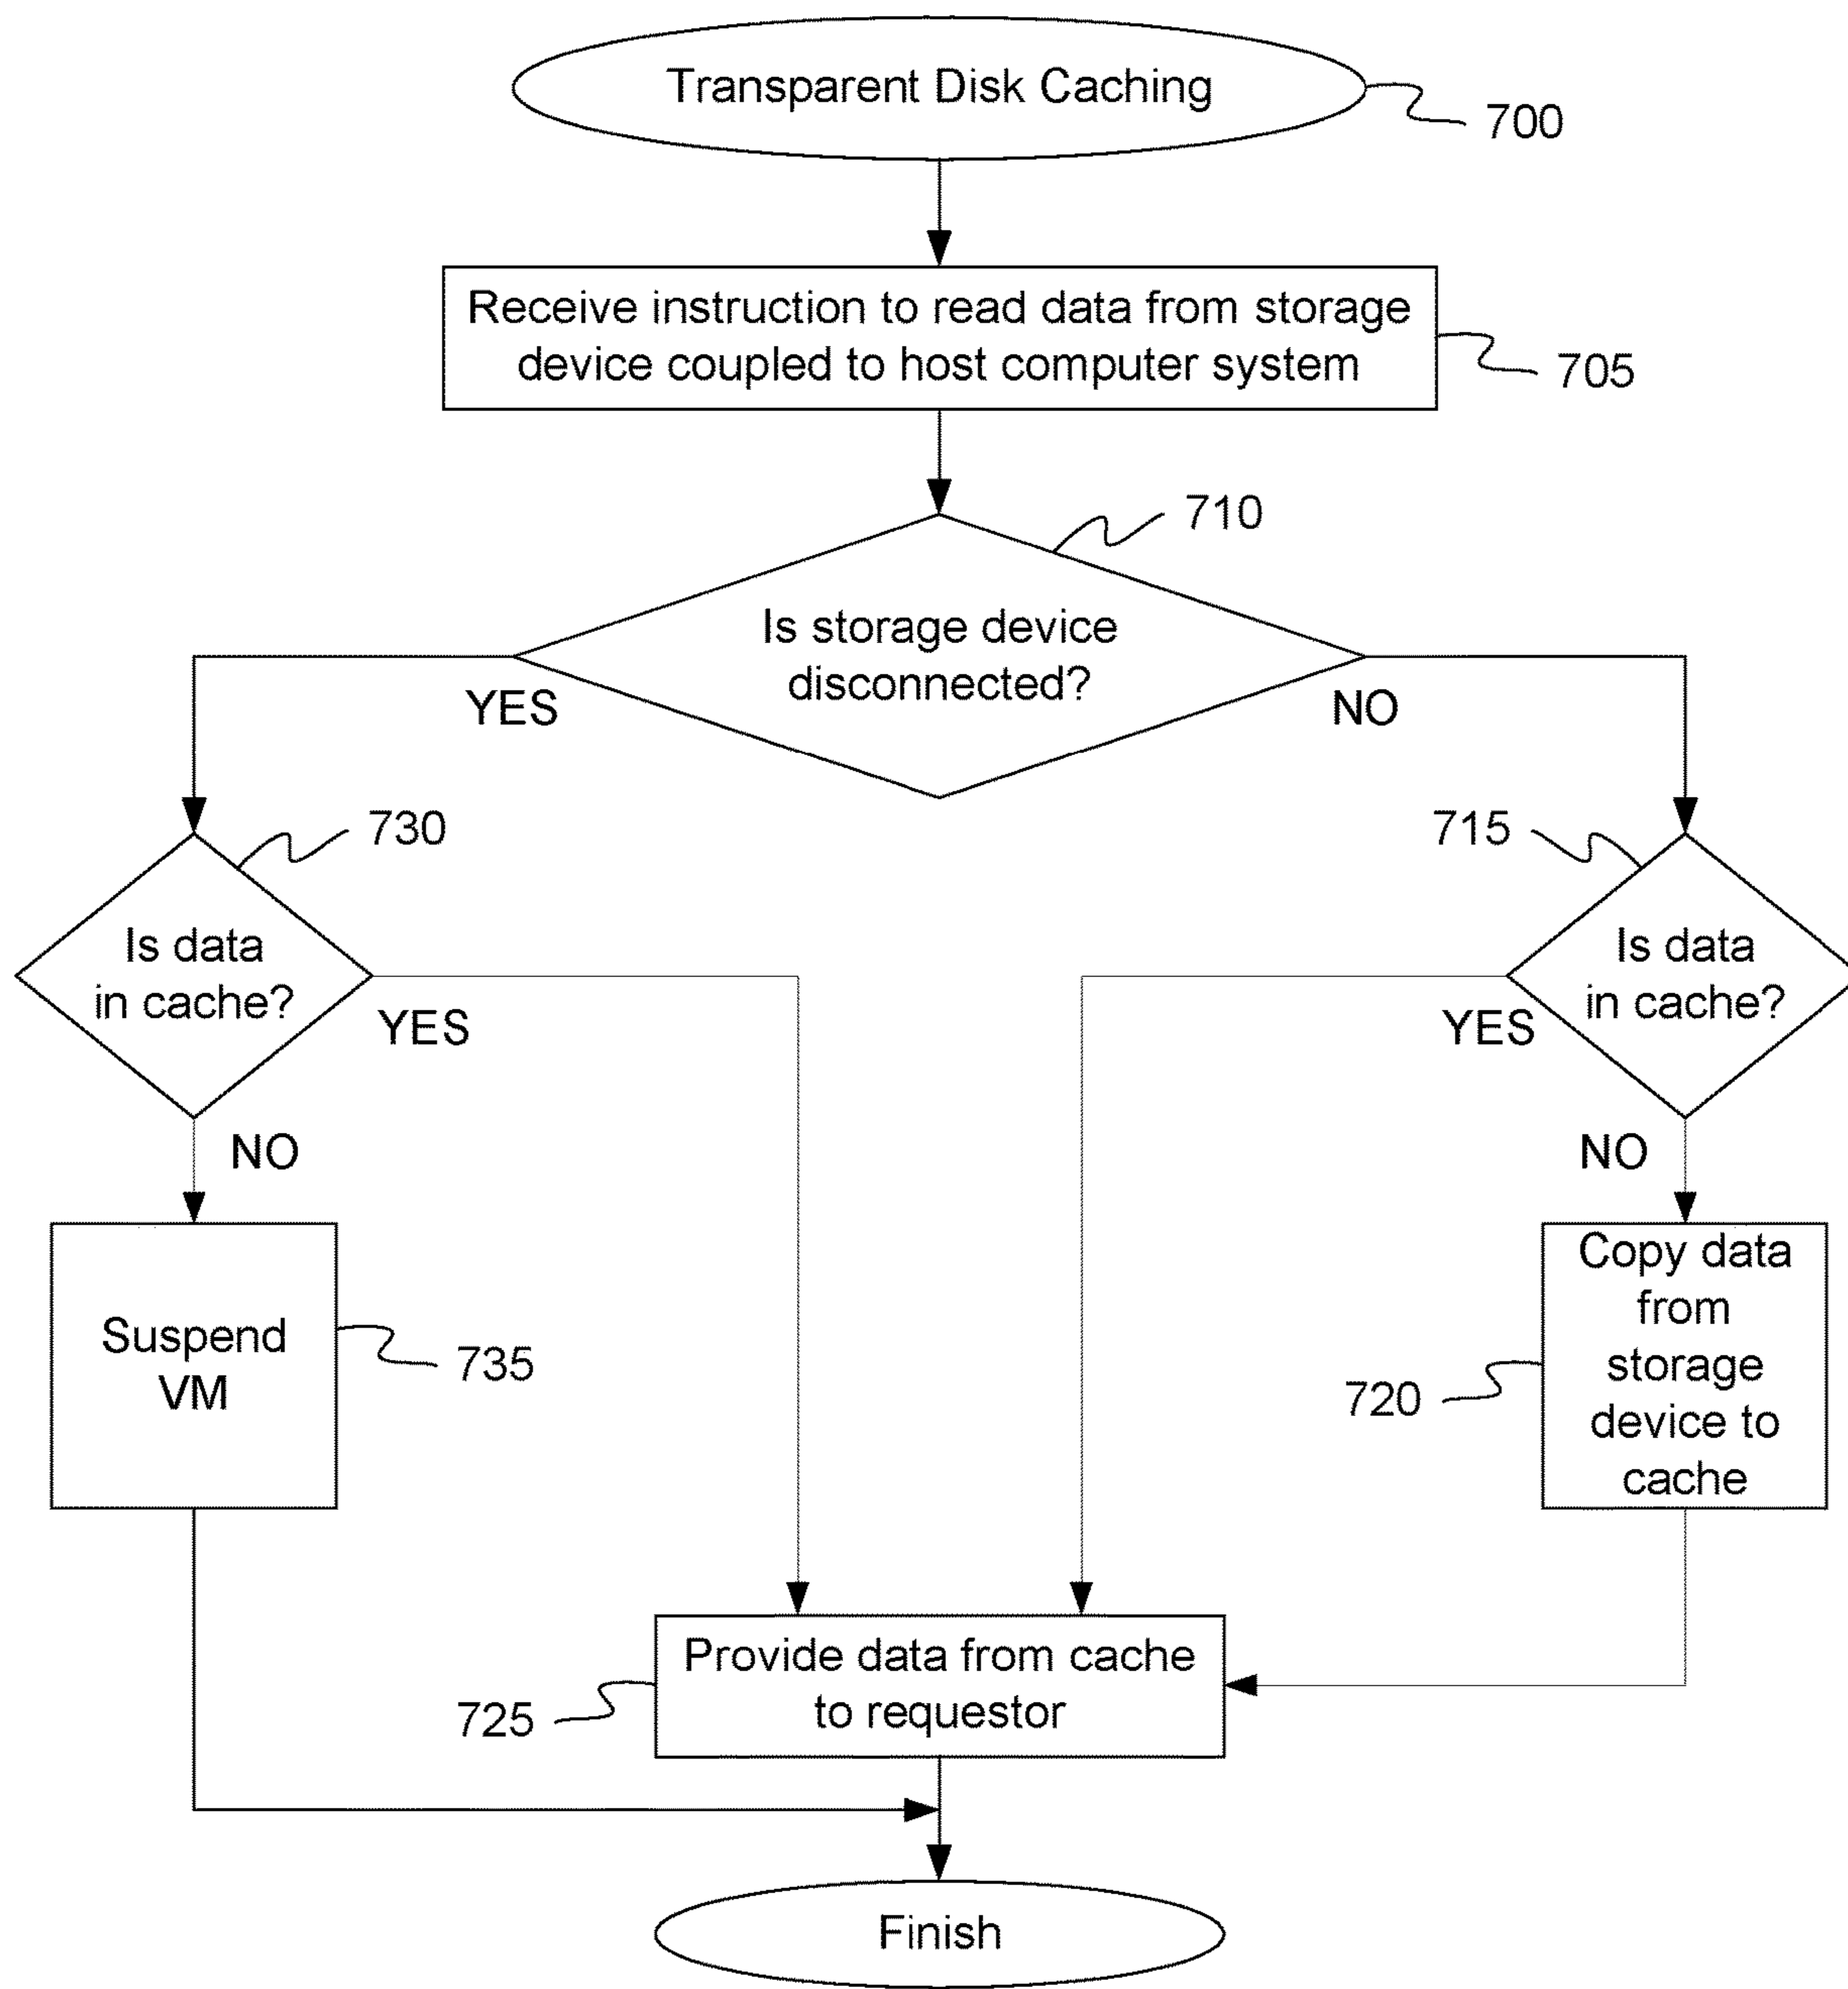 Transparent Disk Caching
700
Receive instruction to read data from storage
device coupled to host computer system
705
710
Is storage device
disconnected?
YES
NO
730
715
Is data
in cache?
YES
Is data
in cache?
YES
NO
NO
Suspend
VM
735
Copy data
from
storage
device to
cache
720
Provide data from cache
to requestor
725
Finish